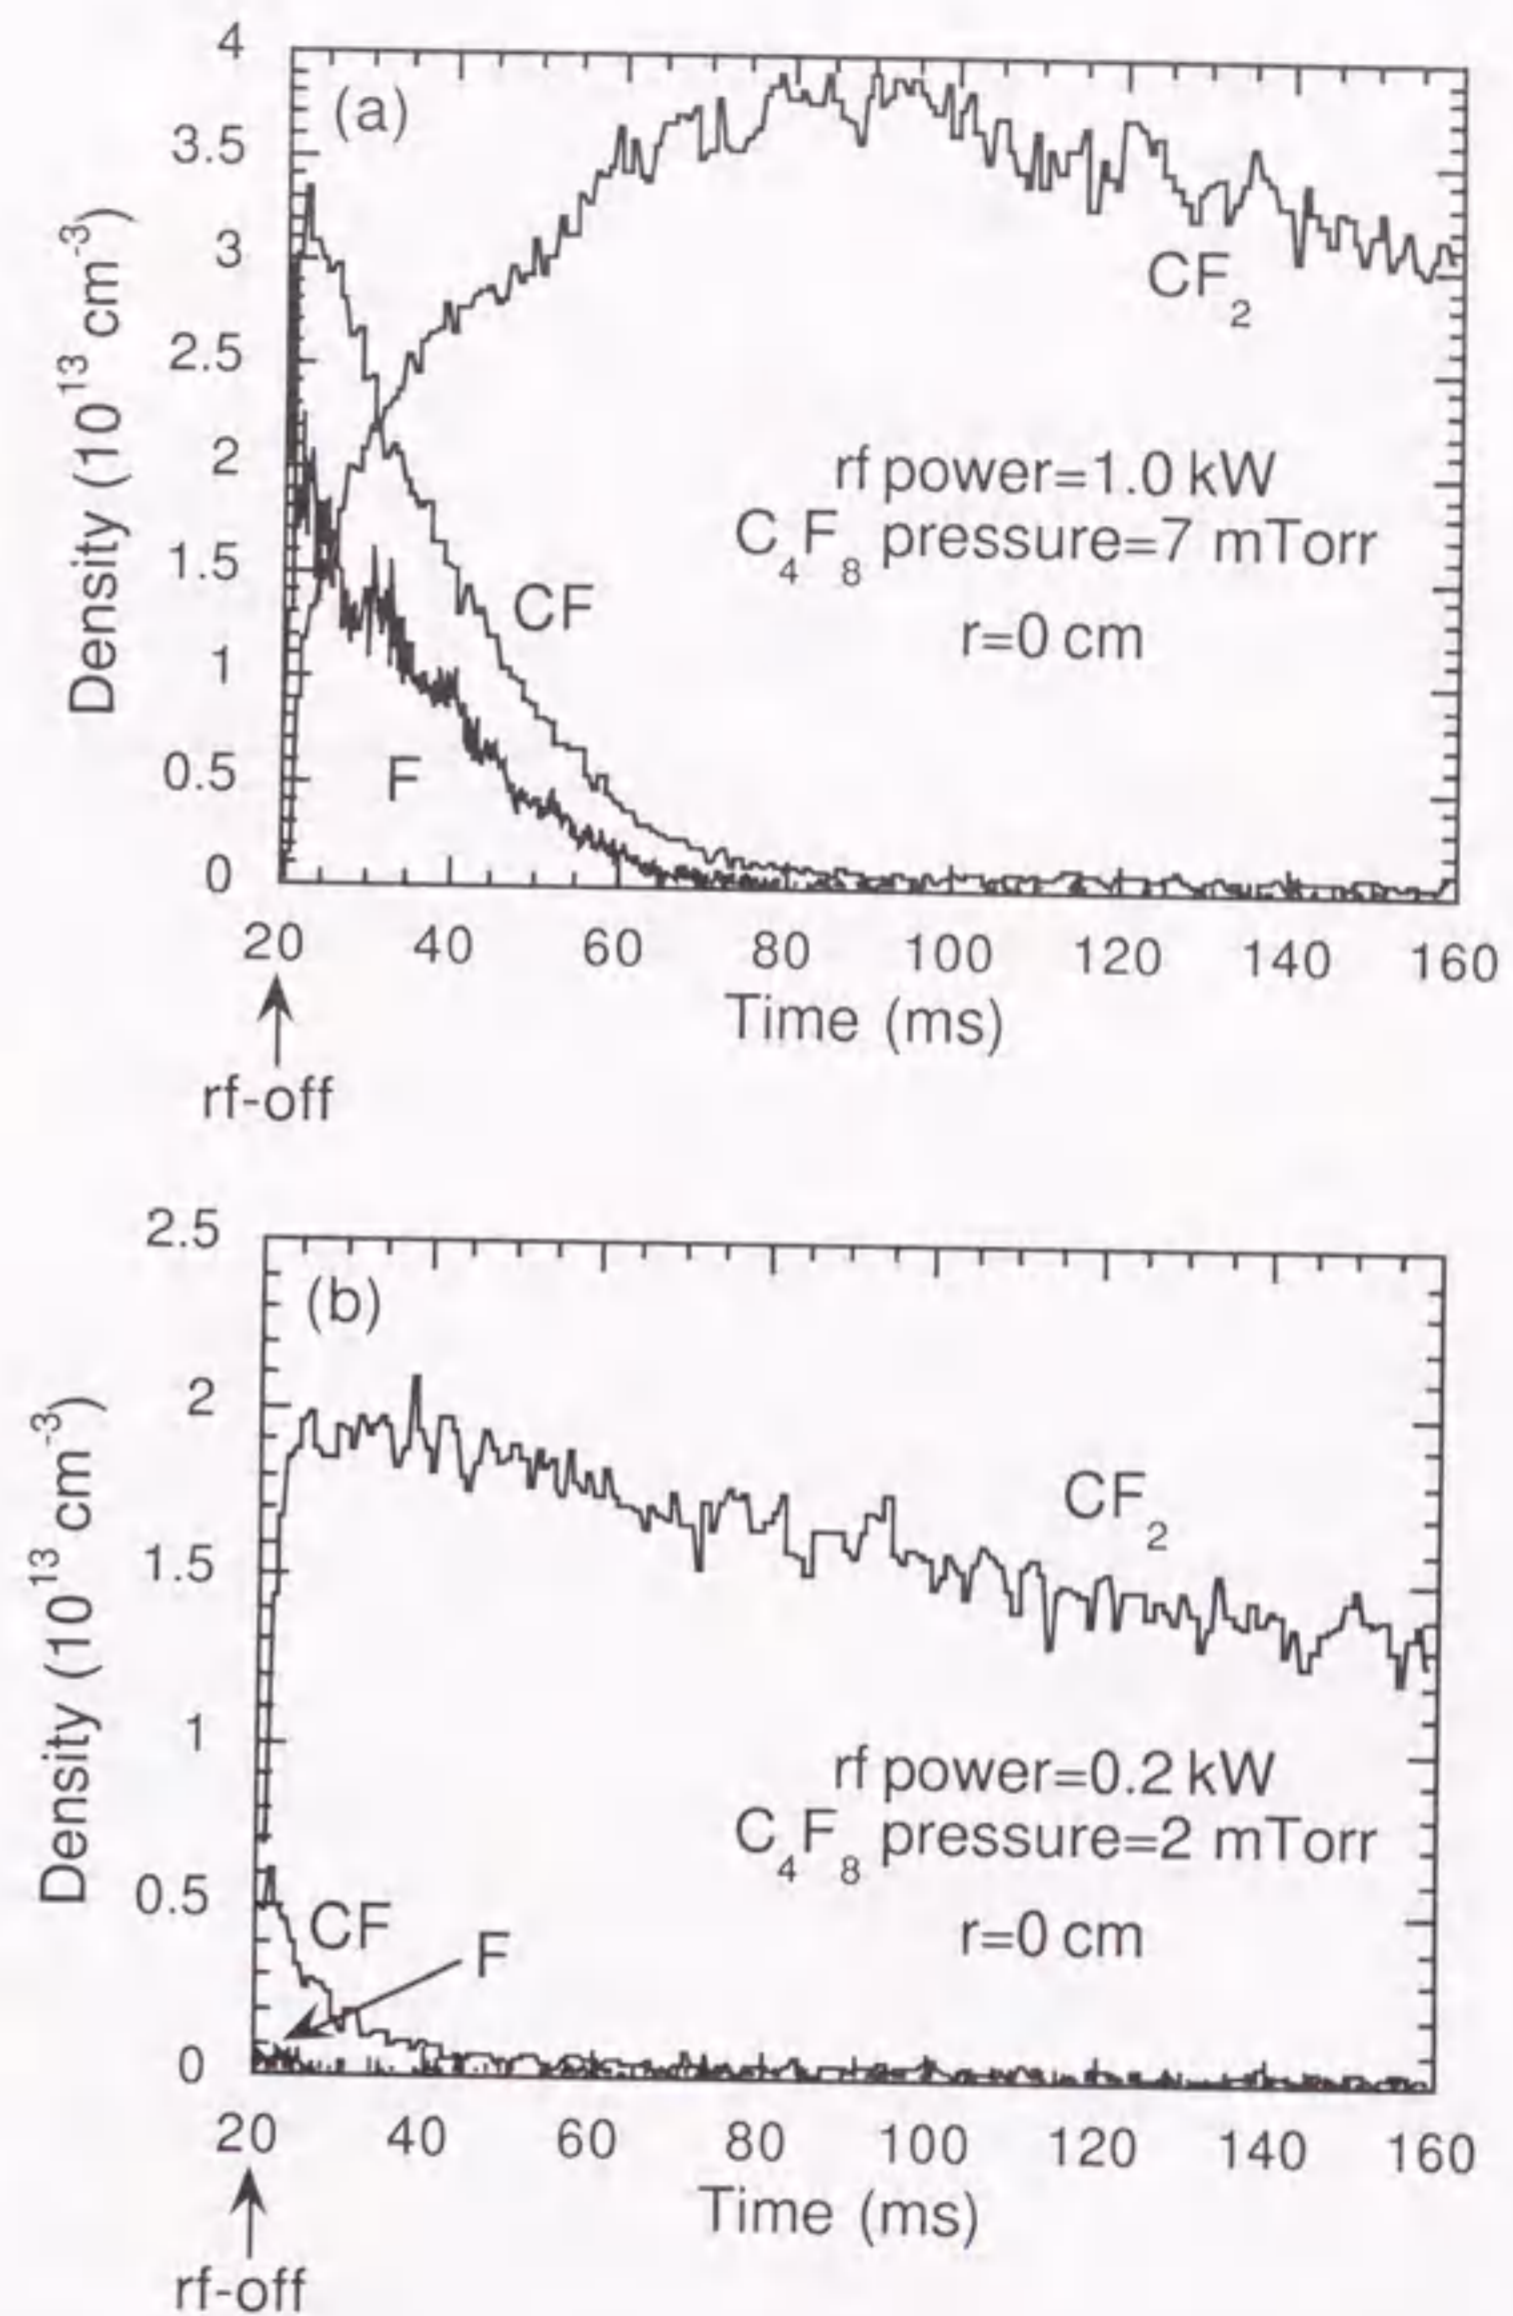 (a)
4
3.5
3
2.5
2
1.5
1
0.5
0
Density (10^13 cm^-3)
CF_2
rf power=1.0 kW
C_4F_8 pressure=7 mTorr
r=0 cm
CF
F
20 40 60 80 100 120 140 160
Time (ms)
rf-off
(b)
2.5
2
1.5
1
0.5
0
Density (10^13 cm^-3)
CF_2
rf power=0.2 kW
C_4F_8 pressure=2 mTorr
r=0 cm
CF
F
20 40 60 80 100 120 140 160
Time (ms)
rf-off